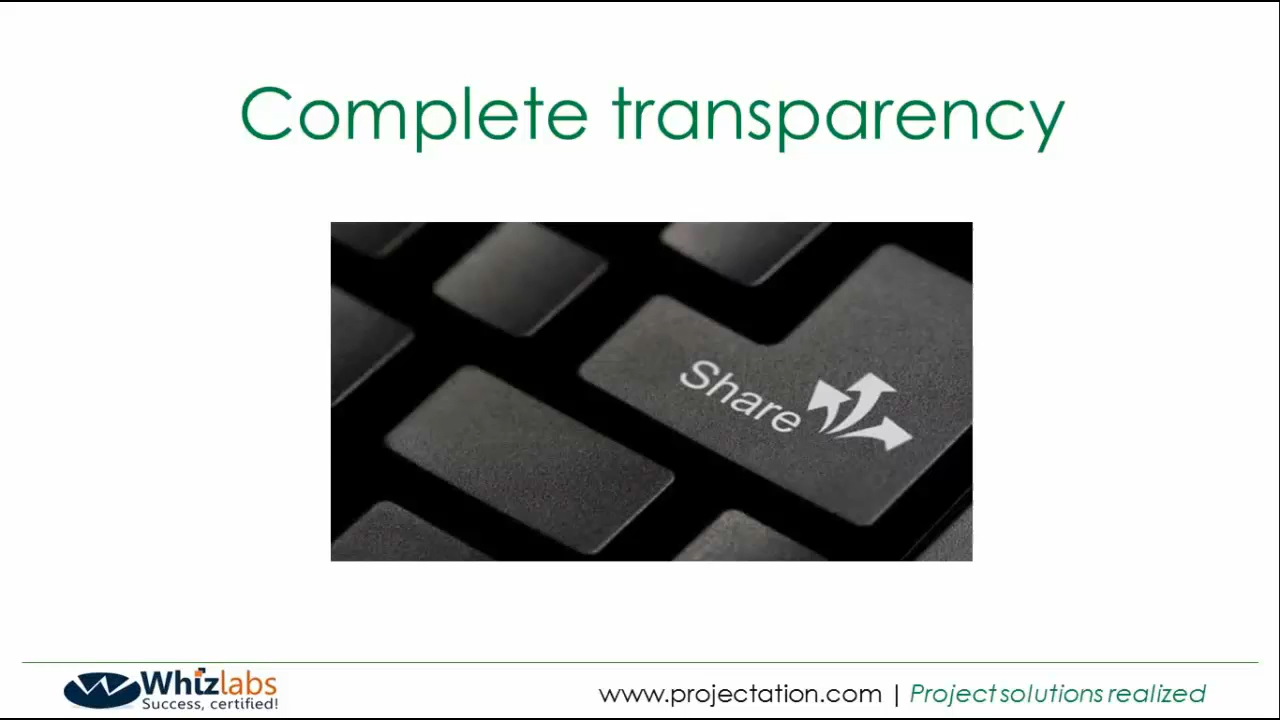 Complete transparency
Share
Whizlabs
Success, certified!
www.projectation.com | Project solutions realized